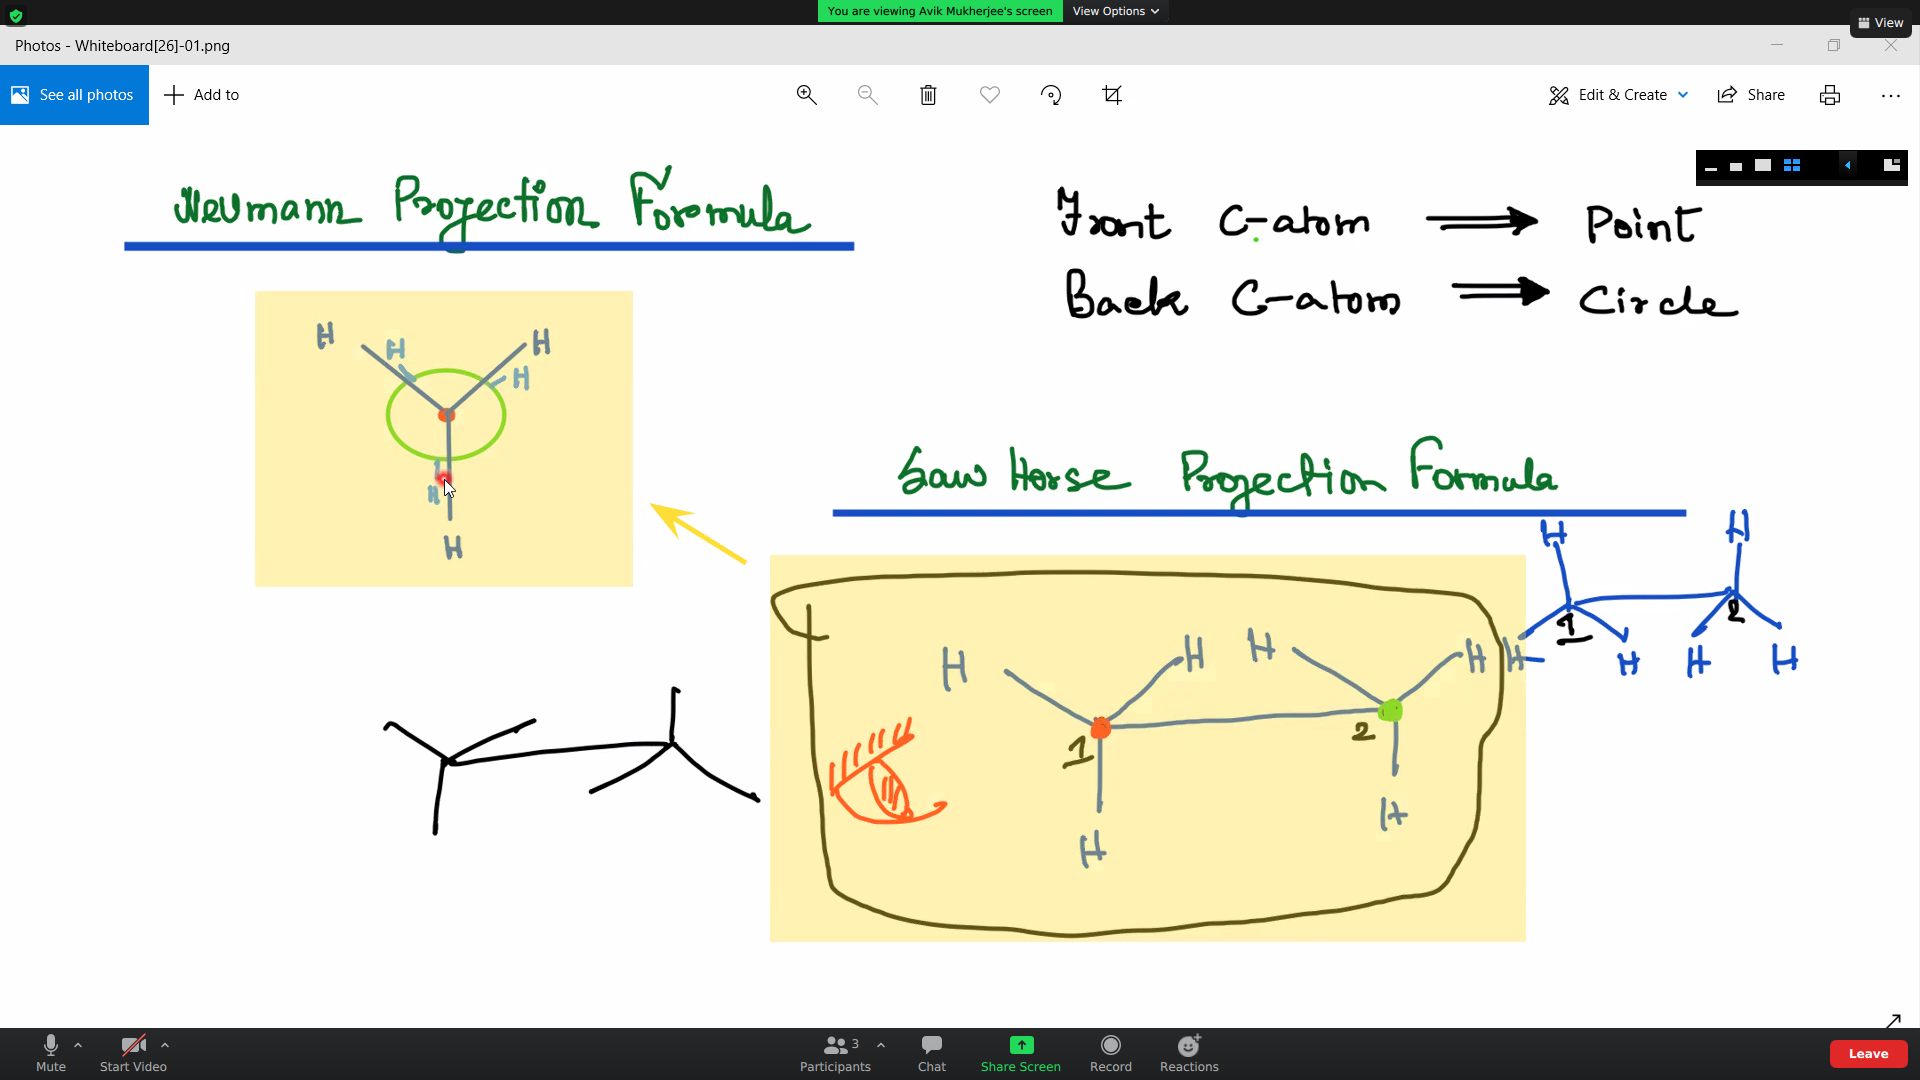 You are viewing Avik Mukherjee's screen
View Options
View
Photos - Whiteboard[26]-01.png
See all photos
Add to
Edit & Create
Share
Neumann Projection Formula
Front C-atom ⇒ Point
Back C-atom ⇒ Circle
H
H
H
H
H
H
Saw Horse Projection Formula
H
H
1
2
H
H
H
H
H
H
H
H
1
2
H
H
Mute
Start Video
Participants
3
Chat
Share Screen
Record
Reactions
Leave